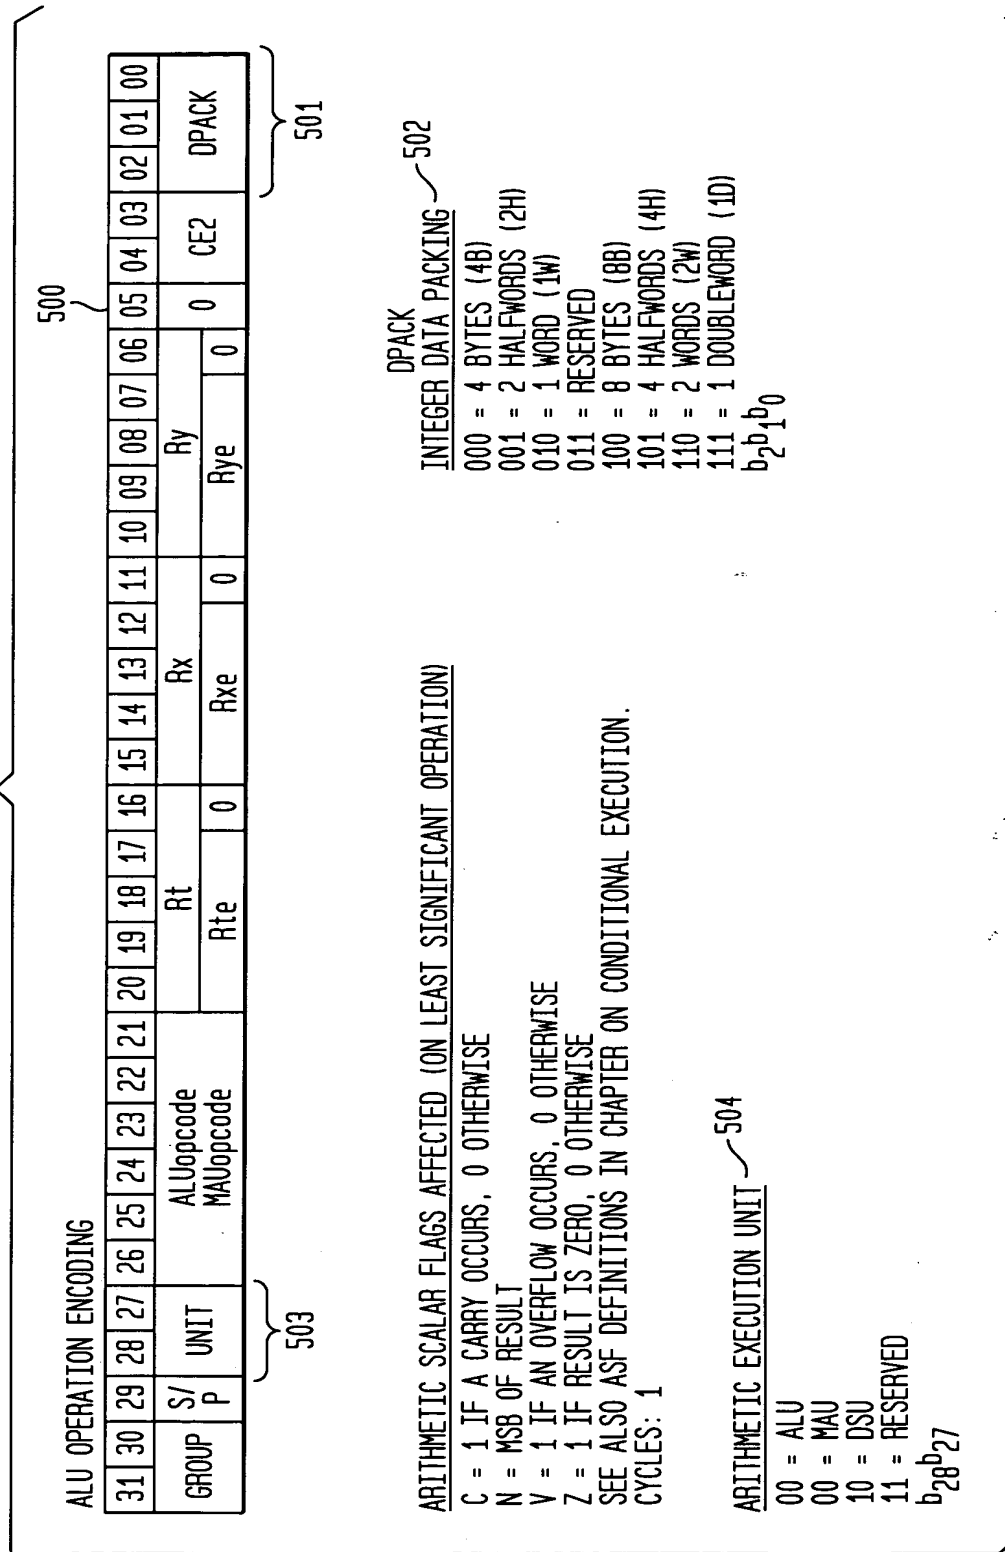 ALU OPERATION ENCODING
500
31 30 29 28 27 26 25 24 23 22 21 20 19 18 17 16 15 14 13 12 11 10 09 08 07 06 05 04 03 02 01 00
GROUP S/P UNIT ALUopcode MAUopcode Rt Rx Ry 0 CE2 DPACK
Rte 0 Rxe 0 Rye 0
503
501
ARITHMETIC SCALAR FLAGS AFFECTED (ON LEAST SIGNIFICANT OPERATION)
C = 1 IF A CARRY OCCURS, 0 OTHERWISE
N = MSB OF RESULT
V = 1 IF AN OVERFLOW OCCURS, 0 OTHERWISE
Z = 1 IF RESULT IS ZERO, 0 OTHERWISE
SEE ALSO ASF DEFINITIONS IN CHAPTER ON CONDITIONAL EXECUTION.
CYCLES: 1
DPACK
INTEGER DATA PACKING 502
000 = 4 BYTES (4B)
001 = 2 HALFWORDS (2H)
010 = 1 WORD (1W)
011 = RESERVED
100 = 8 BYTES (8B)
101 = 4 HALFWORDS (4H)
110 = 2 WORDS (2W)
111 = 1 DOUBLEWORD (1D)
b2b1b0
ARITHMETIC EXECUTION UNIT 504
00 = ALU
00 = MAU
10 = DSU
11 = RESERVED
b28b27